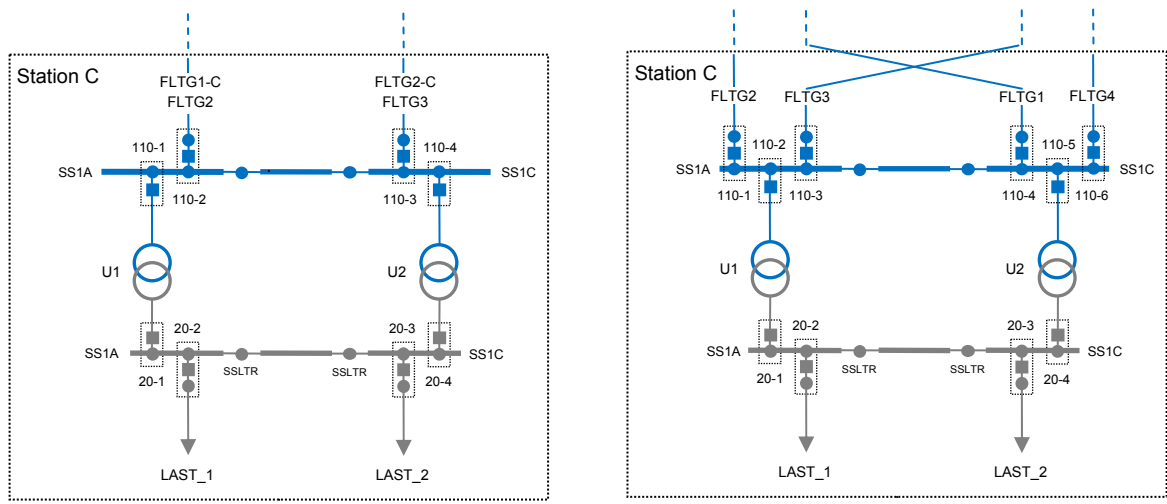 Station C
FLTG1-C
FLTG2
FLTG2-C
FLTG3
110-1
110-4
SS1A
SS1C
110-2
110-3
U1
U2
20-2
20-3
SS1A
SS1C
20-1
SSLTR
SSLTR
20-4
LAST_1
LAST_2
Station C
FLTG2
FLTG3
FLTG1
FLTG4
110-2
110-5
SS1A
SS1C
110-1
110-3
110-4
110-6
U1
U2
20-2
20-3
SS1A
SS1C
20-1
SSLTR
SSLTR
20-4
LAST_1
LAST_2